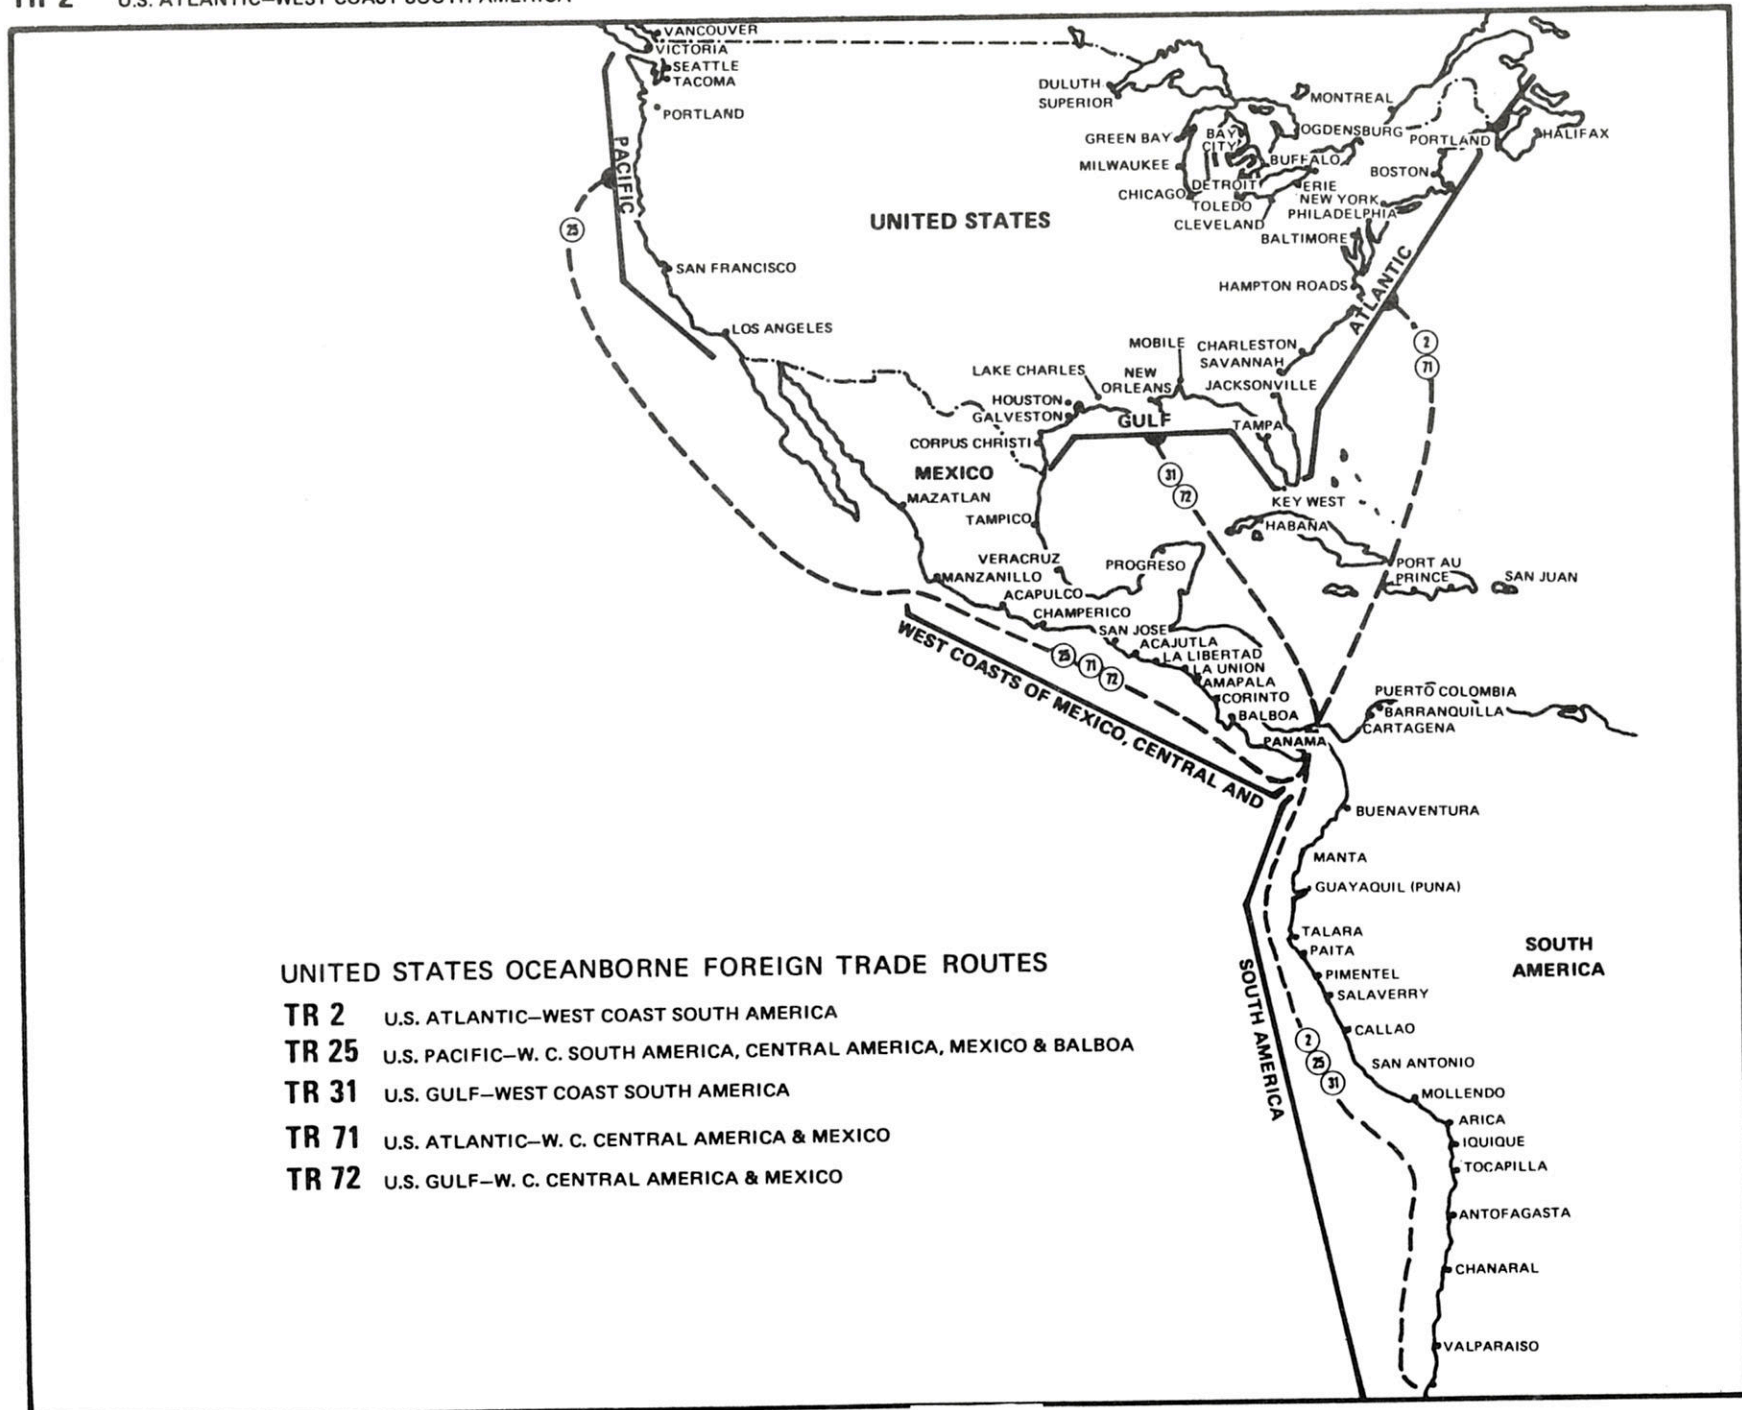 TR 2 U.S. ATLANTIC–WEST COAST SOUTH AMERICA
VANCOUVER
VICTORIA
SEATTLE
TACOMA
PORTLAND
PACIFIC
25
SAN FRANCISCO
LOS ANGELES
UNITED STATES
DULUTH
SUPERIOR
GREEN BAY
MILWAUKEE
CHICAGO
BAY
CITY
DETROIT
TOLEDO
CLEVELAND
MONTREAL
OGDENSBURG
BUFFALO
ERIE
PORTLAND
HALIFAX
BOSTON
NEW YORK
PHILADELPHIA
BALTIMORE
HAMPTON ROADS
ATLANTIC
2
71
MOBILE
CHARLESTON
SAVANNAH
JACKSONVILLE
LAKE CHARLES
NEW
ORLEANS
HOUSTON
GALVESTON
CORPUS CHRISTI
GULF
TAMPA
31
72
KEY WEST
MEXICO
MAZATLAN
TAMPICO
HABANA
VERACRUZ
PROGRESO
MANZANILLO
ACAPULCO
CHAMPERICO
PORT AU
PRINCE
SAN JUAN
SAN JOSE
ACAJUTLA
LA LIBERTAD
LA UNION
AMAPALA
CORINTO
BALBOA
PANAMA
25
71
72
WEST COASTS OF MEXICO, CENTRAL AND
PUERTO COLOMBIA
BARRANQUILLA
CARTAGENA
BUENAVENTURA
MANTA
GUAYAQUIL (PUNA)
TALARA
PAITA
PIMENTEL
SALAVERRY
CALLAO
SAN ANTONIO
MOLLENDO
ARICA
IQUIQUE
TOCAPILLA
ANTOFAGASTA
CHANARAL
VALPARAISO
SOUTH
AMERICA
SOUTH AMERICA
2
25
31
UNITED STATES OCEANBORNE FOREIGN TRADE ROUTES
TR 2 U.S. ATLANTIC–WEST COAST SOUTH AMERICA
TR 25 U.S. PACIFIC–W. C. SOUTH AMERICA, CENTRAL AMERICA, MEXICO & BALBOA
TR 31 U.S. GULF–WEST COAST SOUTH AMERICA
TR 71 U.S. ATLANTIC–W. C. CENTRAL AMERICA & MEXICO
TR 72 U.S. GULF–W. C. CENTRAL AMERICA & MEXICO